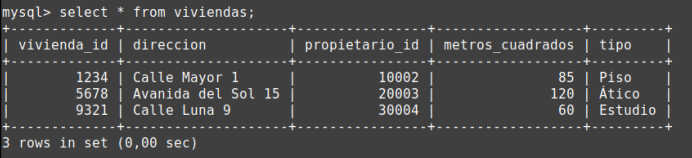 mysql> select * from viviendas;
+-------------+--------------------+----------------+------------------+---------+
| vivienda_id | direccion          | propietario_id | metros_cuadrados | tipo    |
+-------------+--------------------+----------------+------------------+---------+
|        1234 | Calle Mayor 1      |          10002 |               85 | Piso    |
|        5678 | Avanida del Sol 15 |          20003 |              120 | Ático   |
|        9321 | Calle Luna 9       |          30004 |               60 | Estudio |
+-------------+--------------------+----------------+------------------+---------+
3 rows in set (0,00 sec)